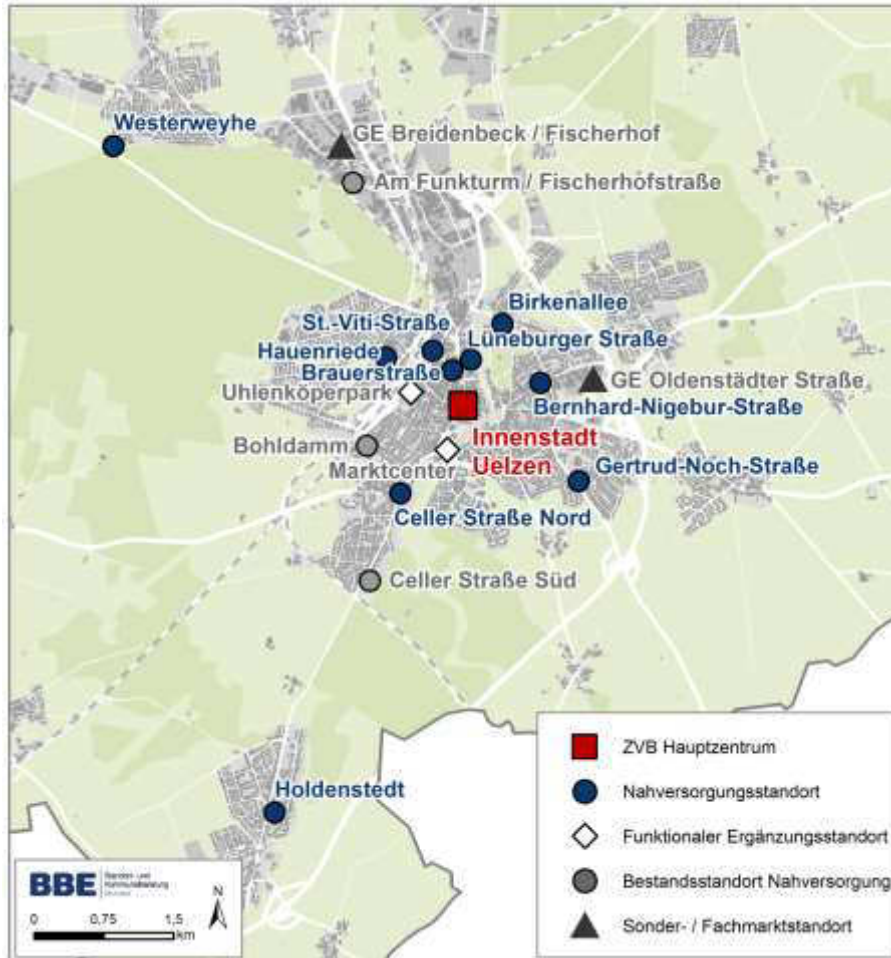 Westerweyhe
GE Breidenbeck / Fischerhof
Am Funkturm / Fischerhofstraße
Birkenallee
St.-Viti-Straße
Lüneburger Straße
Hauenriede
Brauerstraße
Uhlenköperpark
GE Oldenstädter Straße
Bernhard-Nigebur-Straße
Innenstadt
Uelzen
Bohldamm
Marktcenter
Gertrud-Noch-Straße
Celler Straße Nord
Celler Straße Süd
Holdenstedt
ZVB Hauptzentrum
Nahversorgungsstandort
Funktionaler Ergänzungsstandort
Bestandsstandort Nahversorgung
Sonder- / Fachmarktstandort
BBE
N
0 0,75 1,5
km